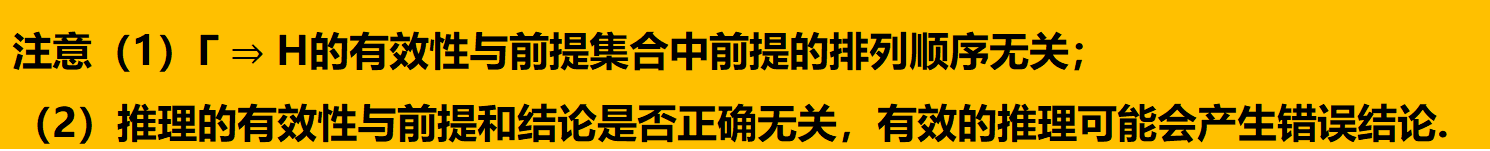 注意（1）Γ ⇒ H的有效性与前提集合中前提的排列顺序无关；
（2）推理的有效性与前提和结论是否正确无关，有效的推理可能会产生错误结论.